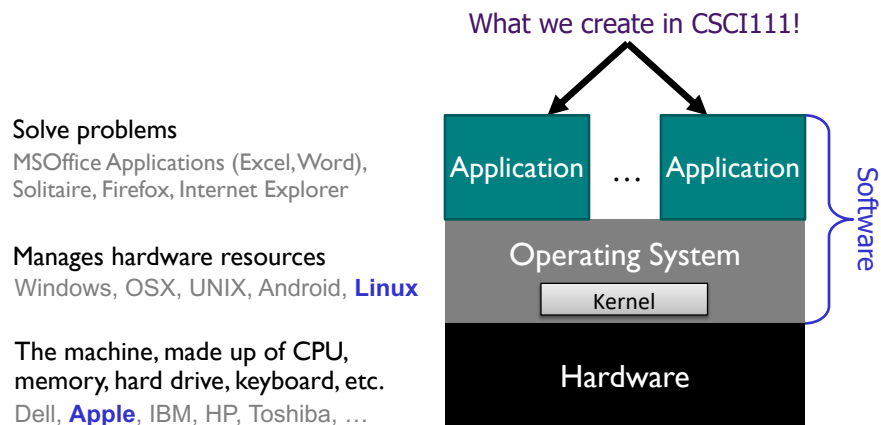 What we create in CSCI111!
Solve problems
MSOffice Applications (Excel, Word),
Solitaire, Firefox, Internet Explorer
Application
…
Application
Software
Manages hardware resources
Windows, OSX, UNIX, Android, Linux
Operating System
Kernel
The machine, made up of CPU,
memory, hard drive, keyboard, etc.
Dell, Apple, IBM, HP, Toshiba, …
Hardware